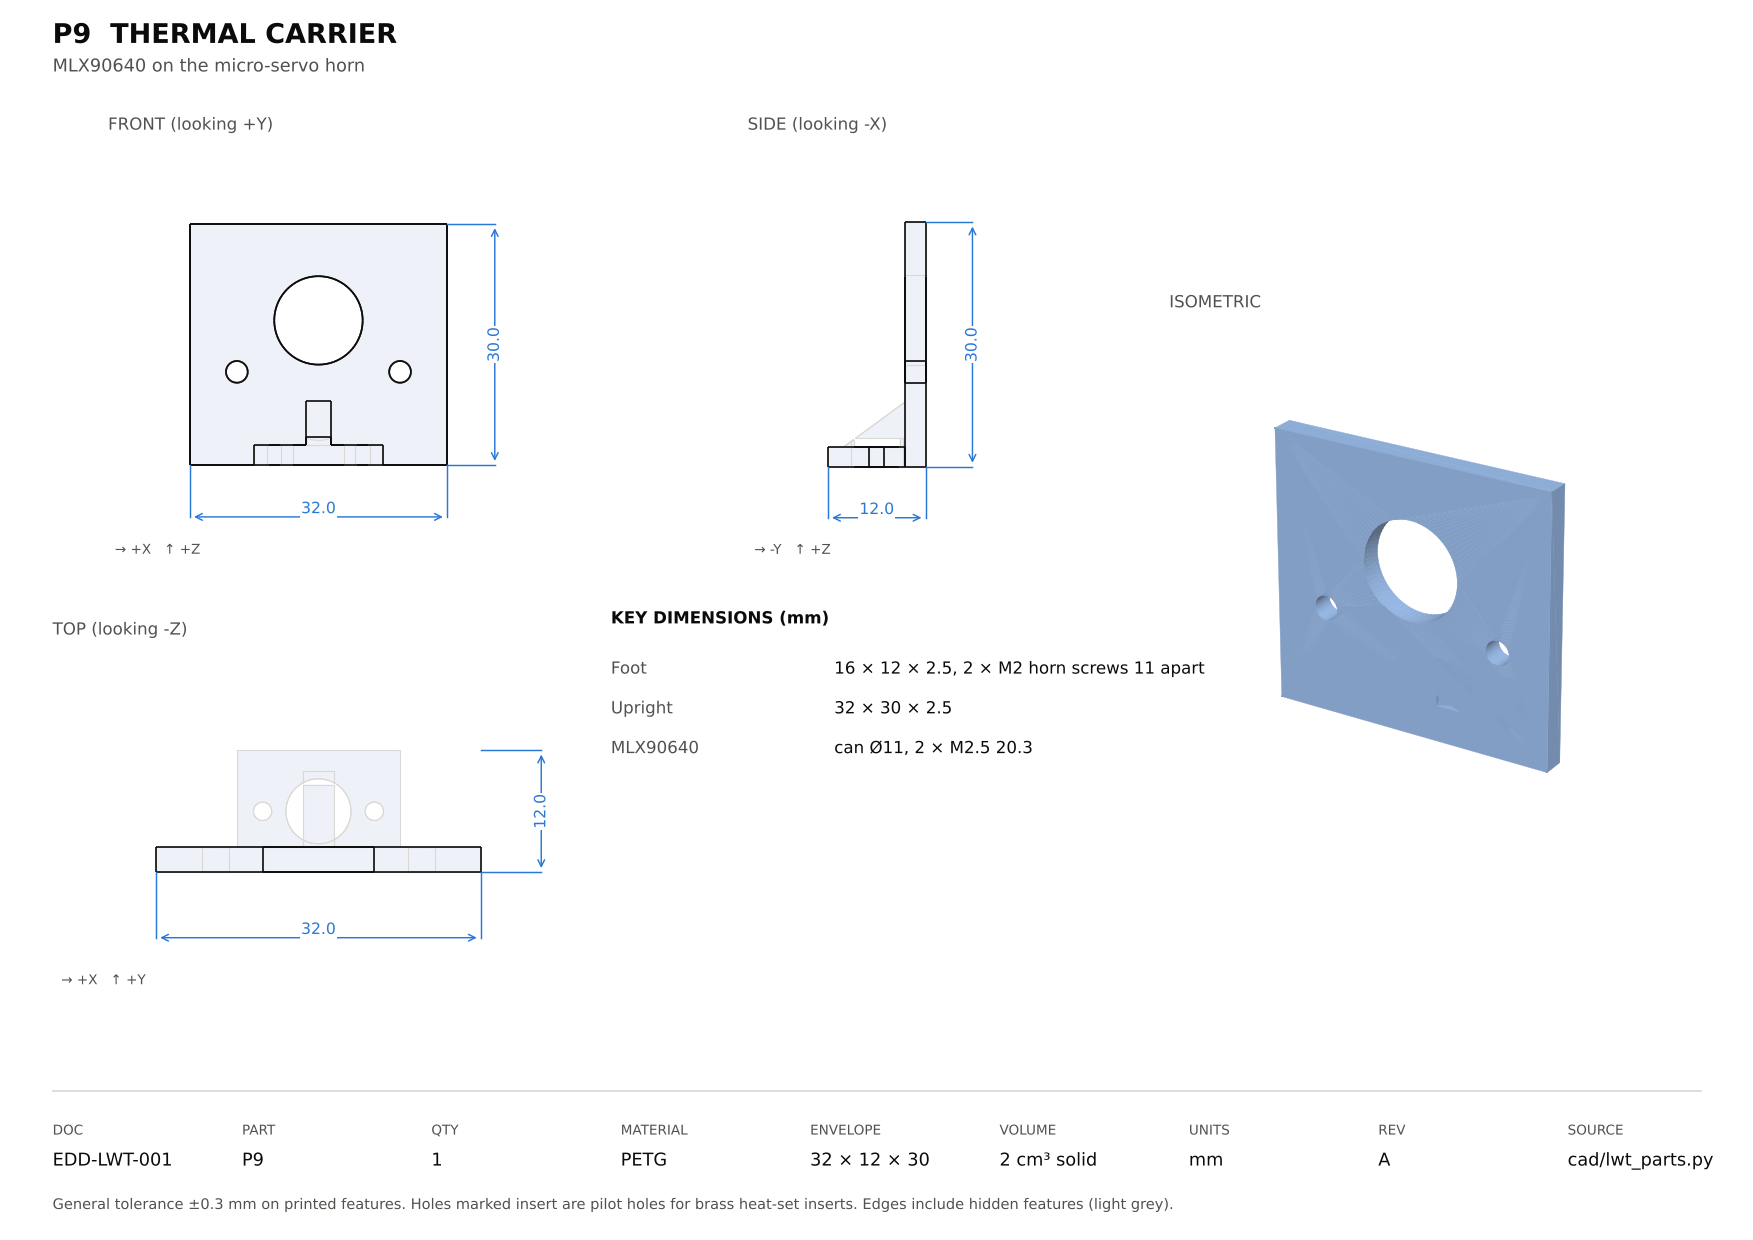 P9 THERMAL CARRIER
MLX90640 on the micro-servo horn
FRONT (looking +Y)
SIDE (looking -X)
ISOMETRIC
30.0
30.0
32.0
12.0
→ +X ↑ +Z
→ -Y ↑ +Z
TOP (looking -Z)
KEY DIMENSIONS (mm)
Foot 16 × 12 × 2.5, 2 × M2 horn screws 11 apart
Upright 32 × 30 × 2.5
MLX90640 can Ø11, 2 × M2.5 20.3
12.0
32.0
→ +X ↑ +Y
DOC PART QTY MATERIAL ENVELOPE VOLUME UNITS REV SOURCE
EDD-LWT-001 P9 1 PETG 32 × 12 × 30 2 cm³ solid mm A cad/lwt_parts.py
General tolerance ±0.3 mm on printed features. Holes marked insert are pilot holes for brass heat-set inserts. Edges include hidden features (light grey).